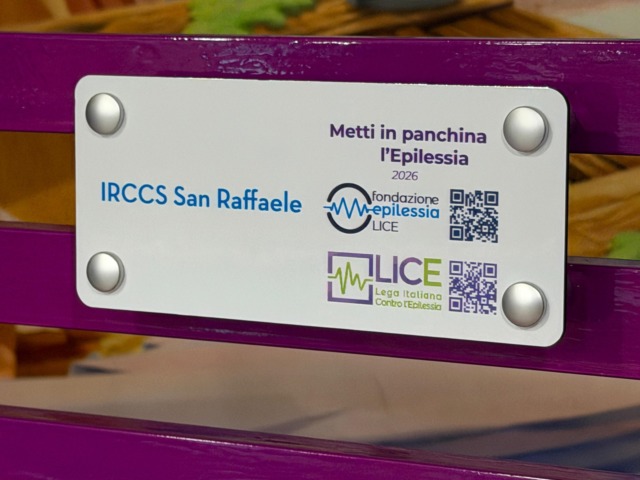 Metti in panchina
l'Epilessia
2026
IRCCS San Raffaele
fondazione
epilessia
LICE
LICE
Lega Italiana
Contro l'Epilessia